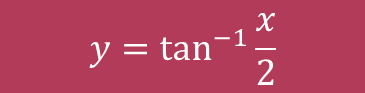 y = tan⁻¹ x/2